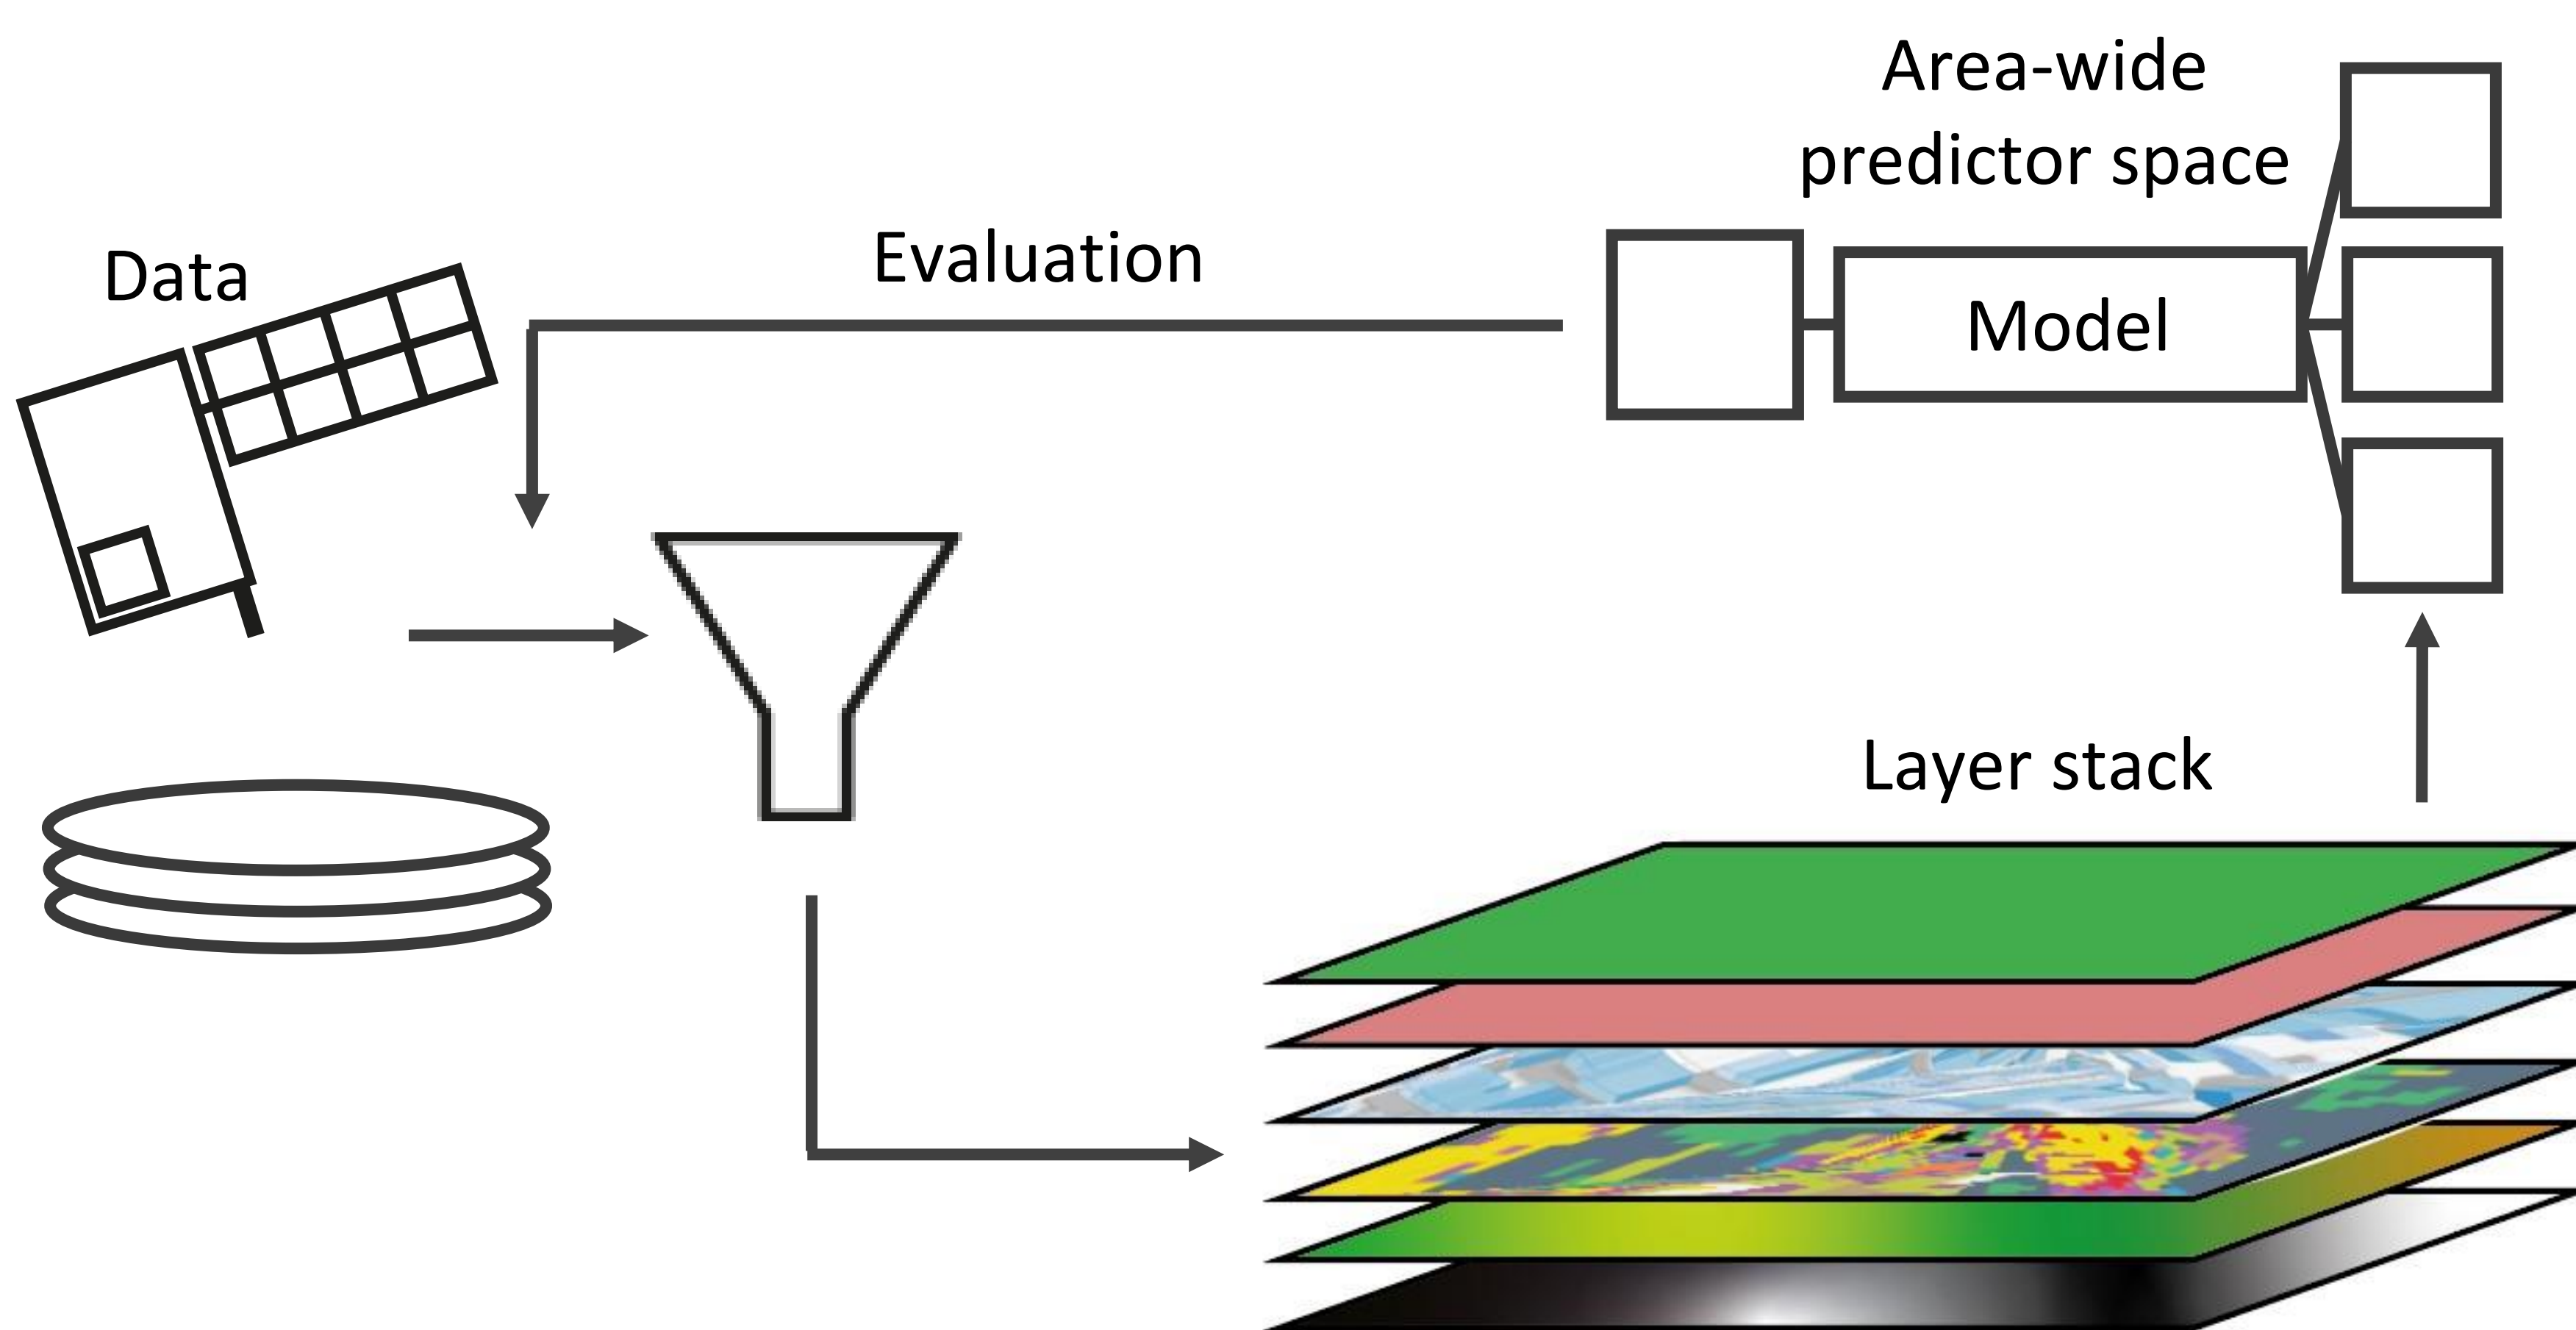 Area-wide
predictor space
Evaluation
Data
Model
Layer stack